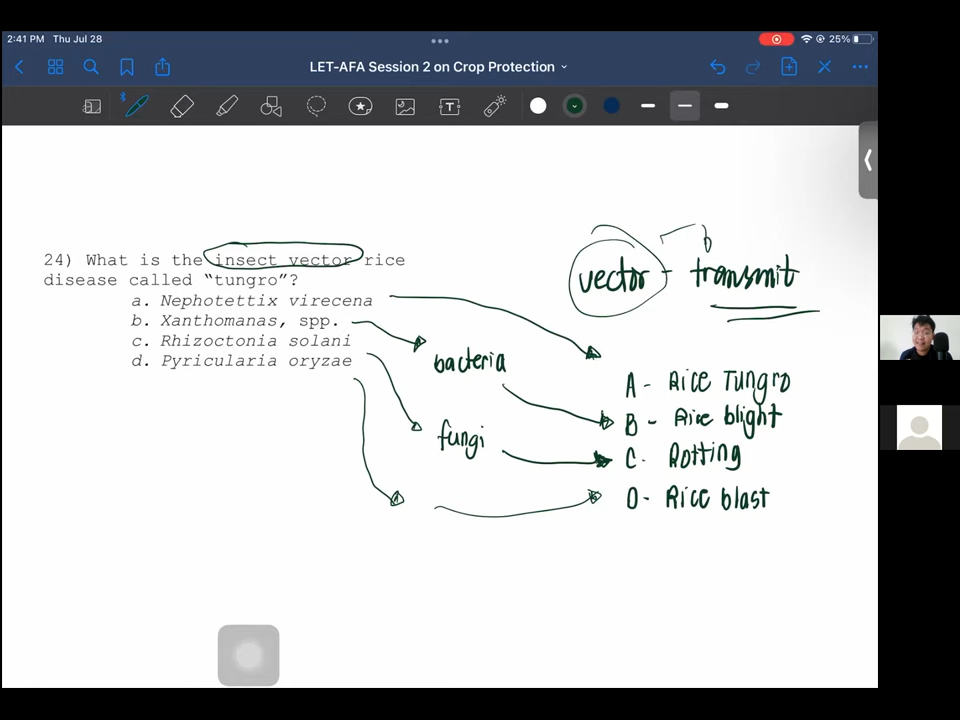 2:41 PM Thu Jul 28
25%
LET-AFA Session 2 on Crop Protection
T
24) What is the insect vector rice
disease called “tungro”?
a. Nephotettix virecena
b. Xanthomanas, spp.
c. Rhizoctonia solani
d. Pyricularia oryzae
vector - transmit
bacteria
fungi
A - Rice Tungro
B - Rice blight
C - Rotting
D - Rice blast